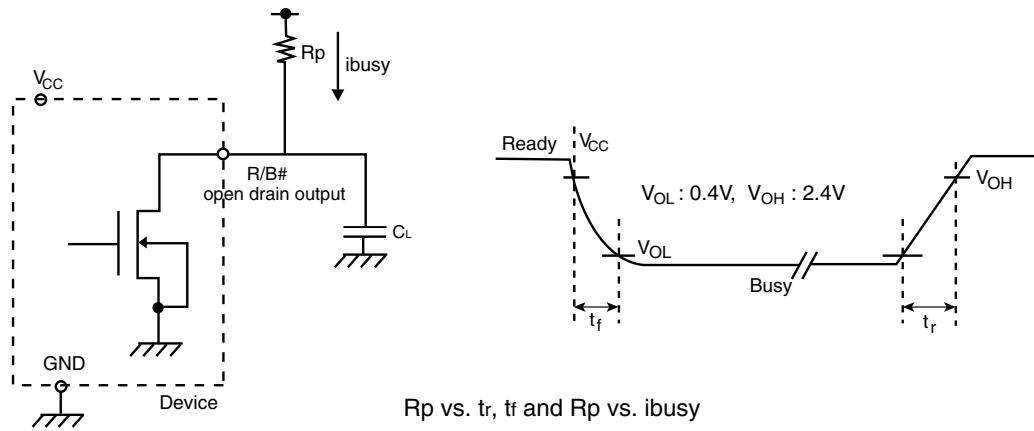 Rp
ibusy
VCC
R/B#
open drain output
CL
GND
Device
Ready
VCC
VOL : 0.4V, VOH : 2.4V
VOH
VOL
Busy
tf
tr
Rp vs. tr, tf and Rp vs. ibusy